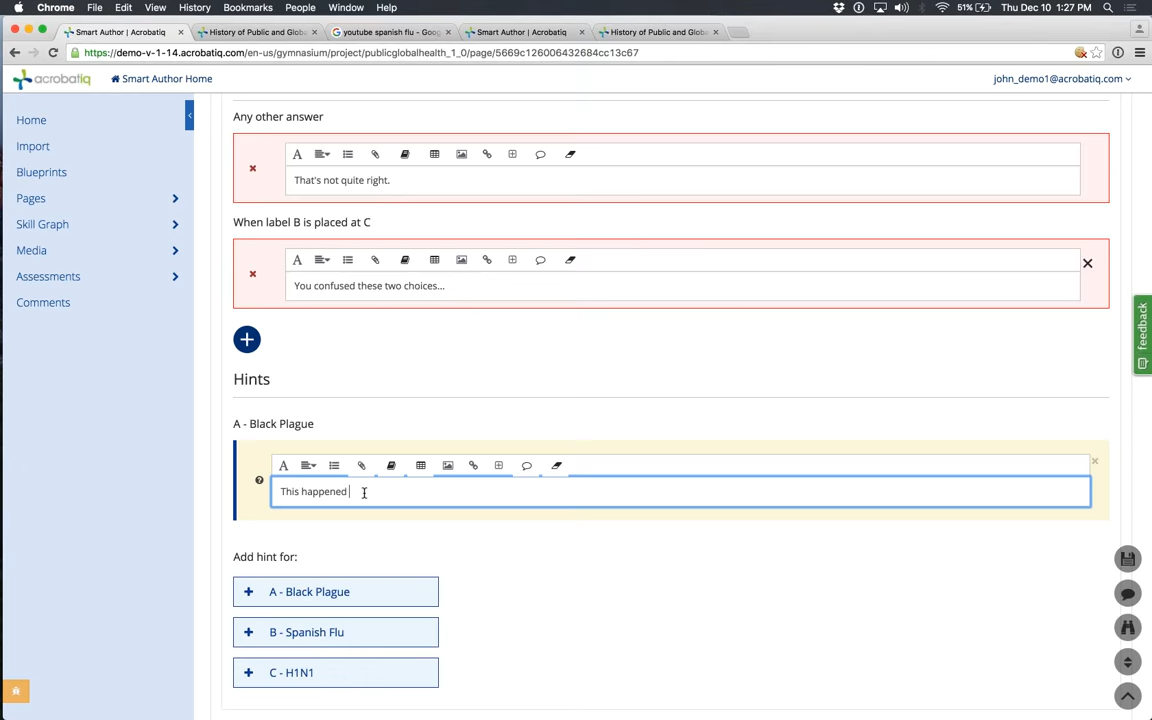 Chrome File Edit View History Bookmarks People Window Help 51% Thu Dec 10 1:27 PM
Smart Author | Acrobatiq × History of Public and Glob × youtube spanish flu - Goog × Smart Author | Acrobatiq × History of Public and Glob ×
https://demo-v-1-14.acrobatiq.com/en-us/gymnasium/project/publicglobalhealth_1_0/page/5669c126006432684cc13c67
acrobatiq Smart Author Home john_demo1@acrobatiq.com
Home
Import
Blueprints
Pages
Skill Graph
Media
Assessments
Comments
Any other answer
That's not quite right.
When label B is placed at C
You confused these two choices...
Hints
A - Black Plague
This happened
Add hint for:
A - Black Plague
B - Spanish Flu
C - H1N1
feedback